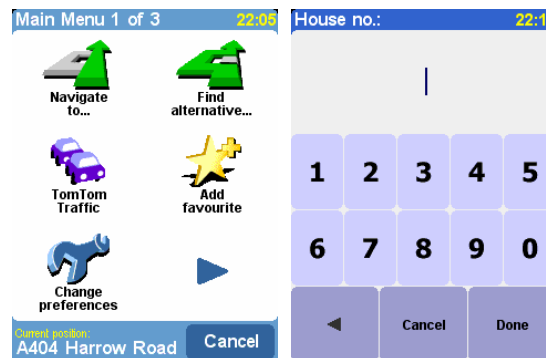 Main Menu 1 of 3 22:05
Navigate
to...
Find
alternative...
TomTom
Traffic
Add
favourite
Change
preferences
Current position:
A404 Harrow Road
Cancel
House no.:
1 2 3 4 5
6 7 8 9 0
Cancel Done